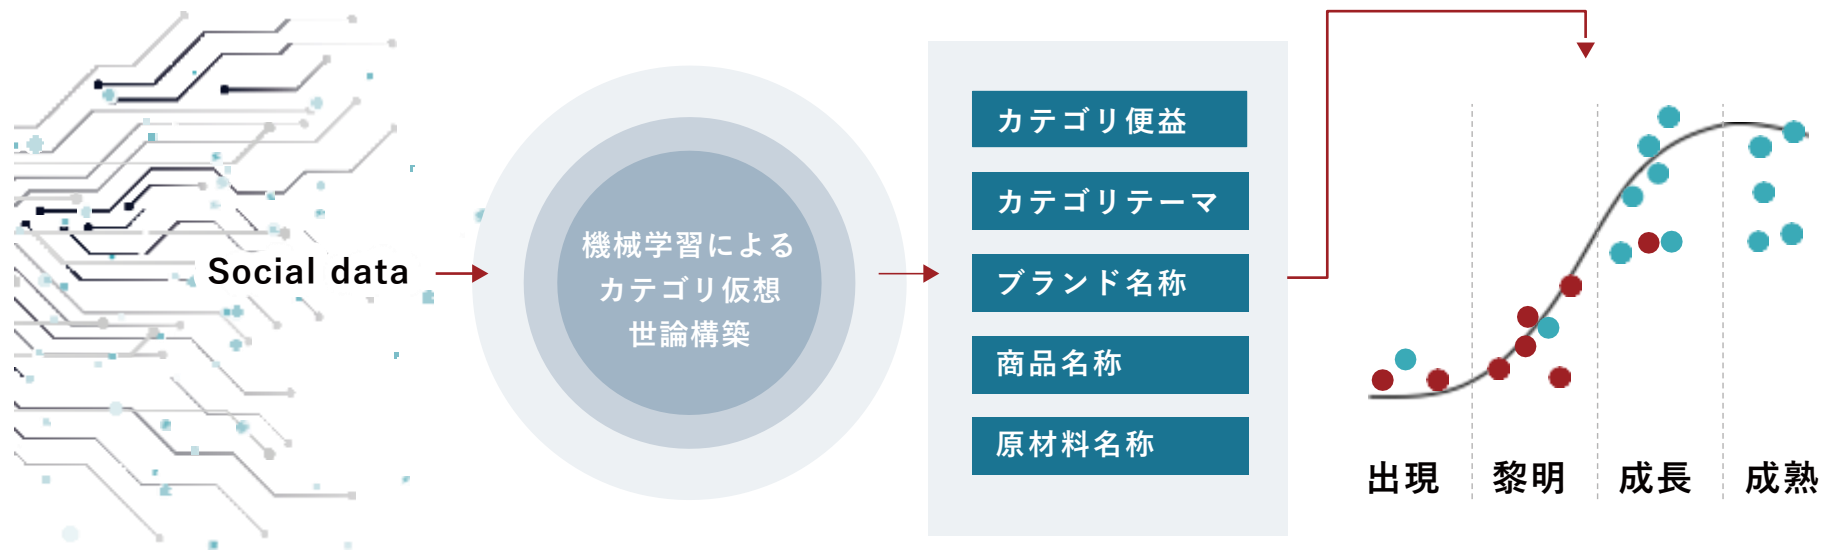 Social data
機械学習による
カテゴリ仮想
世論構築
カテゴリ便益
カテゴリテーマ
ブランド名称
商品名称
原材料名称
出現
黎明
成長
成熟